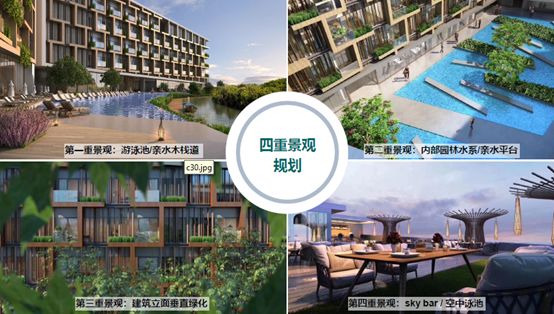 四重景观
规划
第一重景观：游泳池/亲水木栈道
第二重景观：内部园林水系/亲水平台
c30.jpg
第三重景观：建筑立面垂直绿化
第四重景观：sky bar / 空中泳池